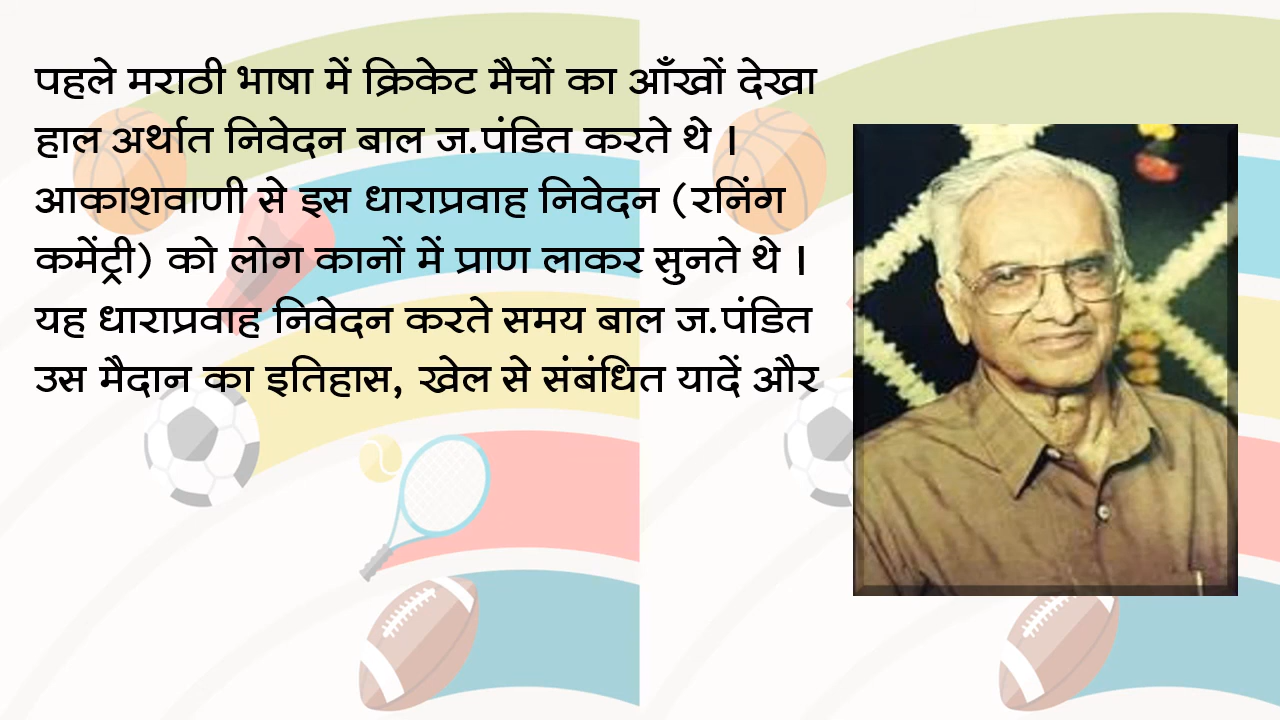 पहले मराठी भाषा में क्रिकेट मैचों का आँखों देखा
हाल अर्थात निवेदन बाल ज.पंडित करते थे ।
आकाशवाणी से इस धाराप्रवाह निवेदन (रनिंग
कमेंट्री) को लोग कानों में प्राण लाकर सुनते थे ।
यह धाराप्रवाह निवेदन करते समय बाल ज.पंडित
उस मैदान का इतिहास, खेल से संबंधित यादें और